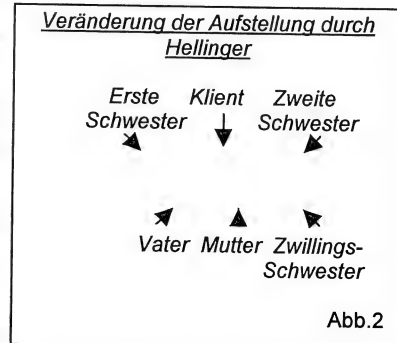 Veränderung der Aufstellung durch
Hellinger
Erste Klient Zweite
Schwester Schwester
Vater Mutter Zwillings-
Schwester
Abb.2